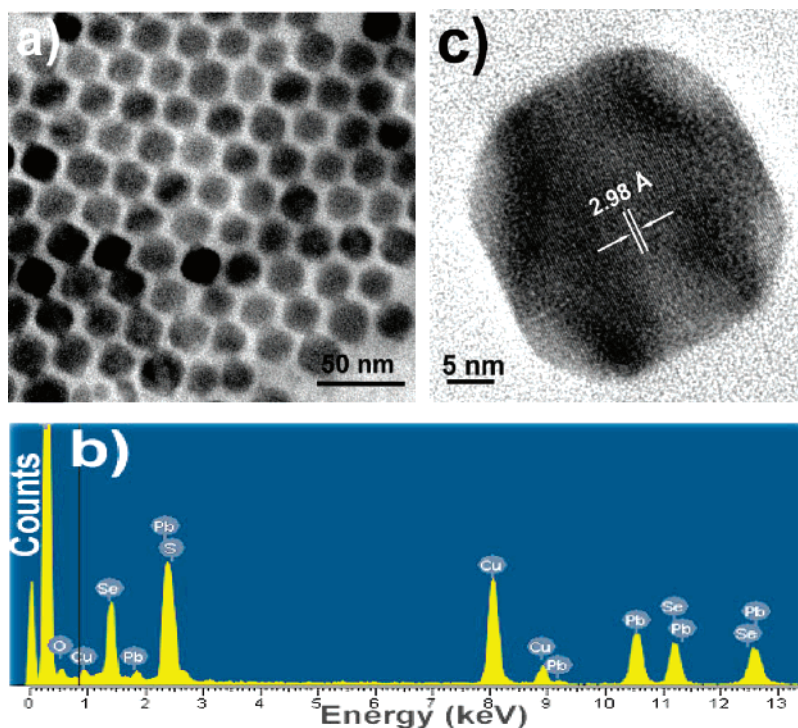 a)
50 nm
c)
2.98 Å
5 nm
b)
Counts
O
Cu
Se
Pb
Pb
S
Cu
Cu
Pb
Pb
Se
Pb
Se
Pb
0 1 2 3 4 5 6 7 8 9 10 11 12 13
Energy (keV)